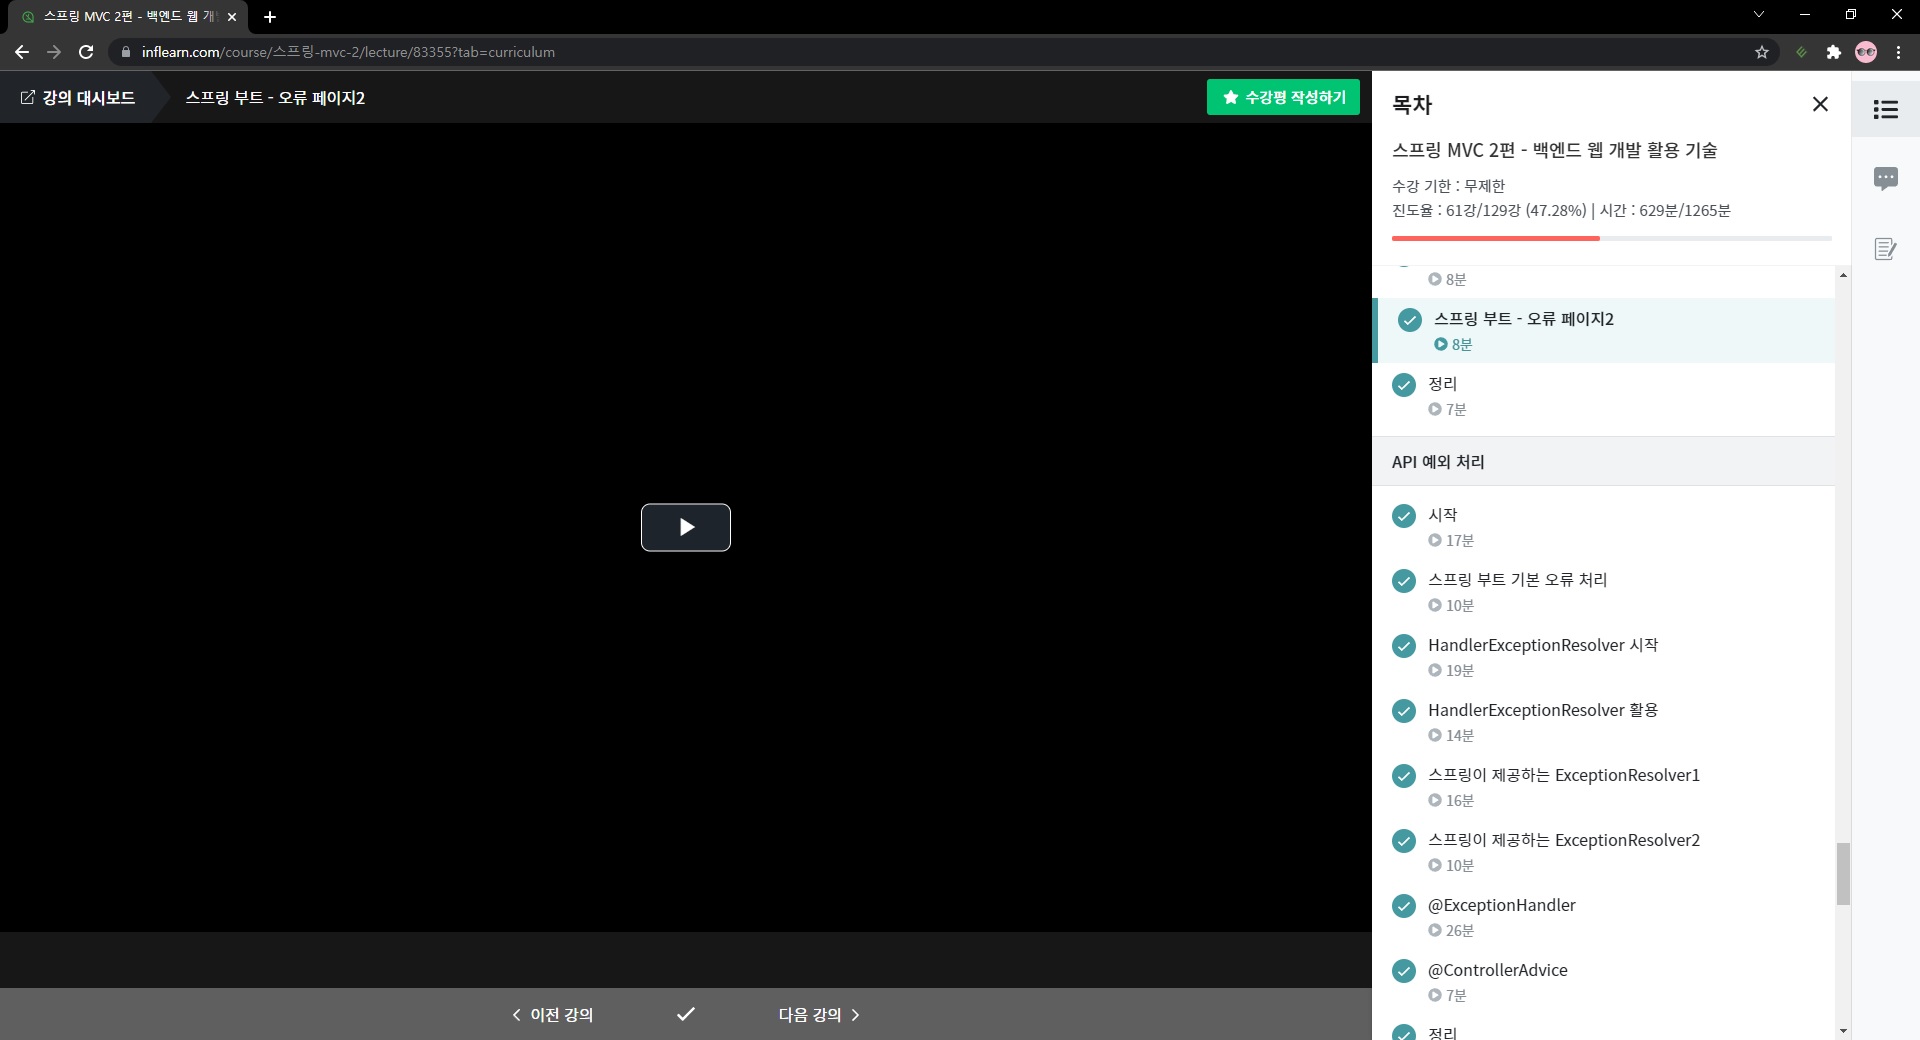 스프링 MVC 2편 - 백엔드 웹 개
inflearn.com/course/스프링-mvc-2/lecture/83355?tab=curriculum
강의 대시보드
스프링 부트 - 오류 페이지2
수강평 작성하기
목차
스프링 MVC 2편 - 백엔드 웹 개발 활용 기술
수강 기한 : 무제한
진도율 : 61강/129강 (47.28%) | 시간 : 629분/1265분
8분
스프링 부트 - 오류 페이지2
8분
정리
7분
API 예외 처리
시작
17분
스프링 부트 기본 오류 처리
10분
HandlerExceptionResolver 시작
19분
HandlerExceptionResolver 활용
14분
스프링이 제공하는 ExceptionResolver1
16분
스프링이 제공하는 ExceptionResolver2
10분
@ExceptionHandler
26분
@ControllerAdvice
7분
정리
이전 강의
다음 강의